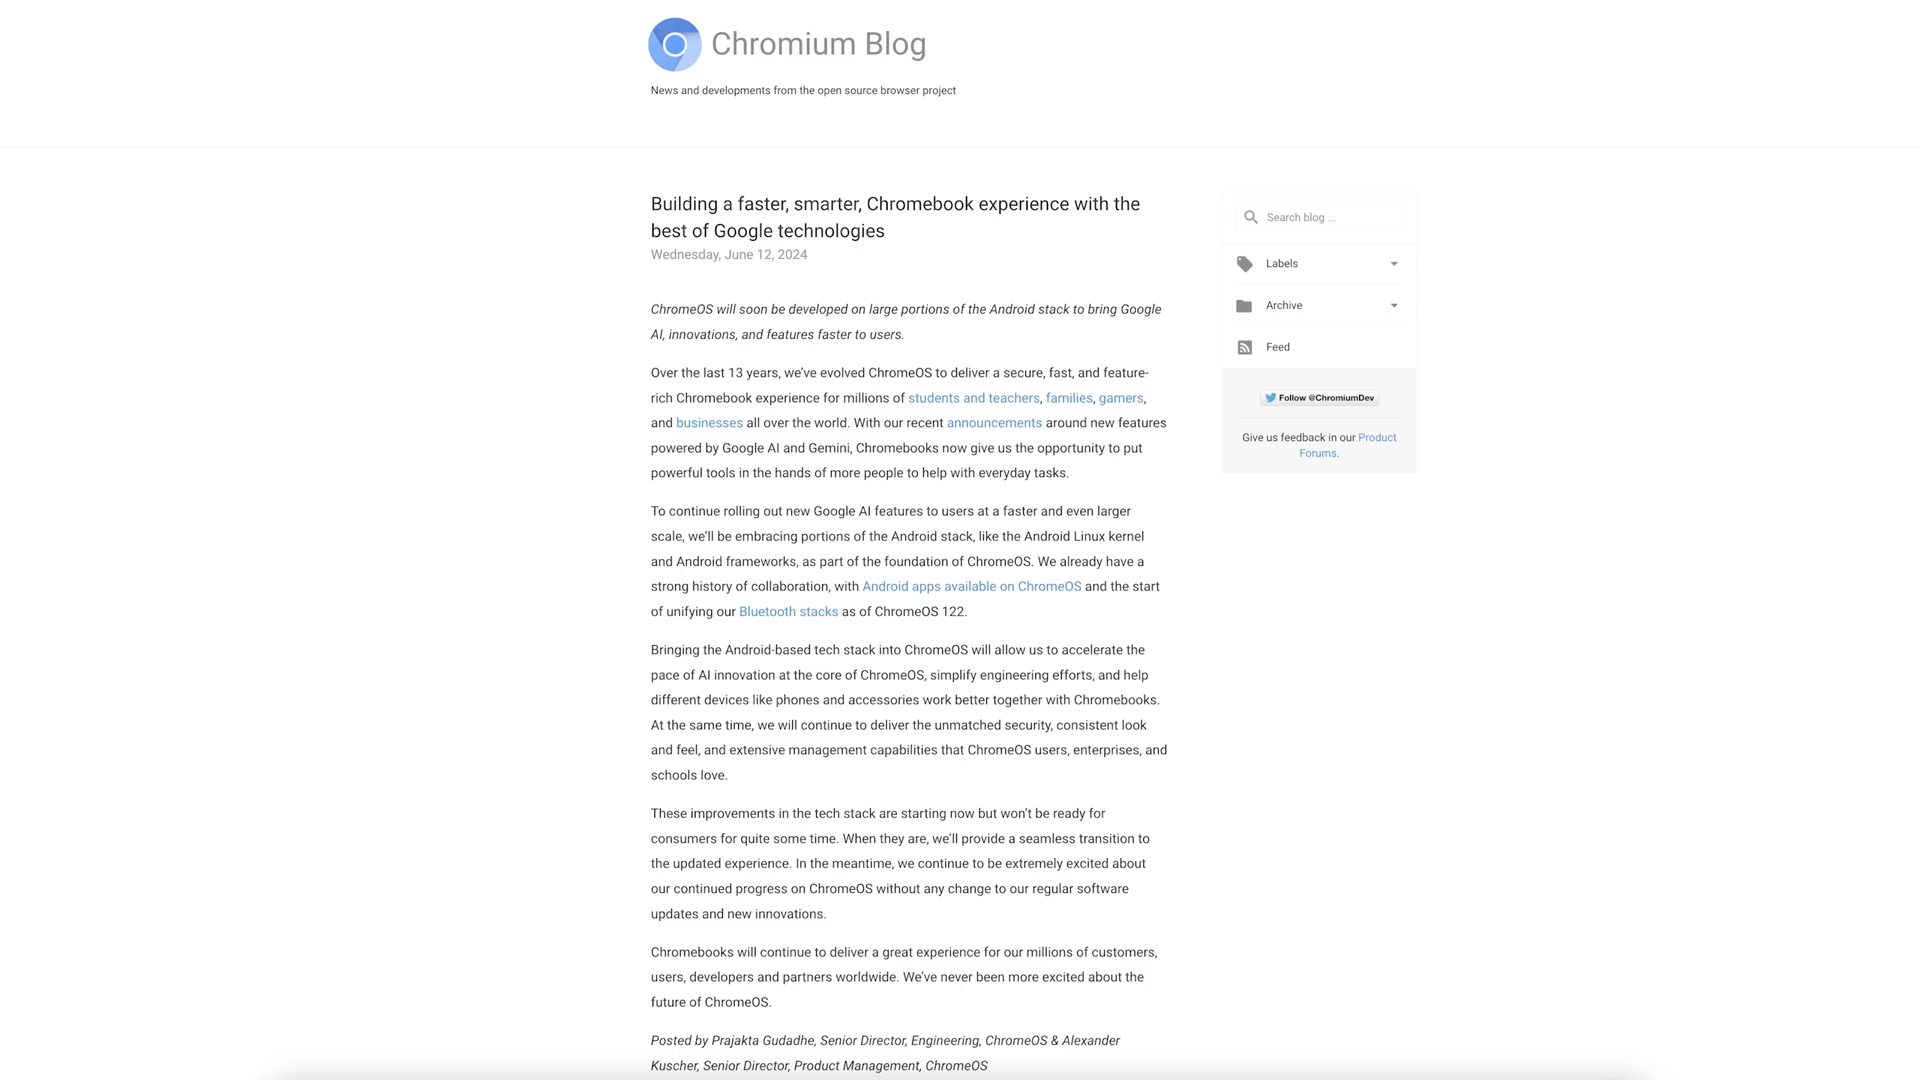 Chromium Blog
News and developments from the open source browser project
Building a faster, smarter, Chromebook experience with the
best of Google technologies
Wednesday, June 12, 2024
ChromeOS will soon be developed on large portions of the Android stack to bring Google
AI, innovations, and features faster to users.
Over the last 13 years, we’ve evolved ChromeOS to deliver a secure, fast, and feature-
rich Chromebook experience for millions of students and teachers, families, gamers,
and businesses all over the world. With our recent announcements around new features
powered by Google AI and Gemini, Chromebooks now give us the opportunity to put
powerful tools in the hands of more people to help with everyday tasks.
To continue rolling out new Google AI features to users at a faster and even larger
scale, we’ll be embracing portions of the Android stack, like the Android Linux kernel
and Android frameworks, as part of the foundation of ChromeOS. We already have a
strong history of collaboration, with Android apps available on ChromeOS and the start
of unifying our Bluetooth stacks as of ChromeOS 122.
Bringing the Android-based tech stack into ChromeOS will allow us to accelerate the
pace of AI innovation at the core of ChromeOS, simplify engineering efforts, and help
different devices like phones and accessories work better together with Chromebooks.
At the same time, we will continue to deliver the unmatched security, consistent look
and feel, and extensive management capabilities that ChromeOS users, enterprises, and
schools love.
These improvements in the tech stack are starting now but won’t be ready for
consumers for quite some time. When they are, we’ll provide a seamless transition to
the updated experience. In the meantime, we continue to be extremely excited about
our continued progress on ChromeOS without any change to our regular software
updates and new innovations.
Chromebooks will continue to deliver a great experience for our millions of customers,
users, developers and partners worldwide. We’ve never been more excited about the
future of ChromeOS.
Posted by Prajakta Gudadhe, Senior Director, Engineering, ChromeOS & Alexander
Kuscher, Senior Director, Product Management, ChromeOS
Search blog ...
Labels
Archive
Feed
Follow @ChromiumDev
Give us feedback in our Product
Forums.